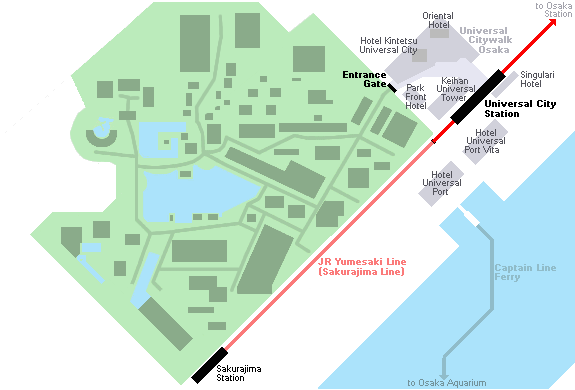 to Osaka
Station
Oriental
Hotel
Universal
Citywalk
Osaka
Hotel Kintetsu
Universal City
Entrance
Gate
Park
Front
Hotel
Keihan
Universal
Tower
Singulari
Hotel
Universal City
Station
Hotel
Universal
Port Vita
Hotel
Universal
Port
JR Yumesaki Line
(Sakurajima Line)
Captain Line
Ferry
Sakurajima
Station
to Osaka Aquarium